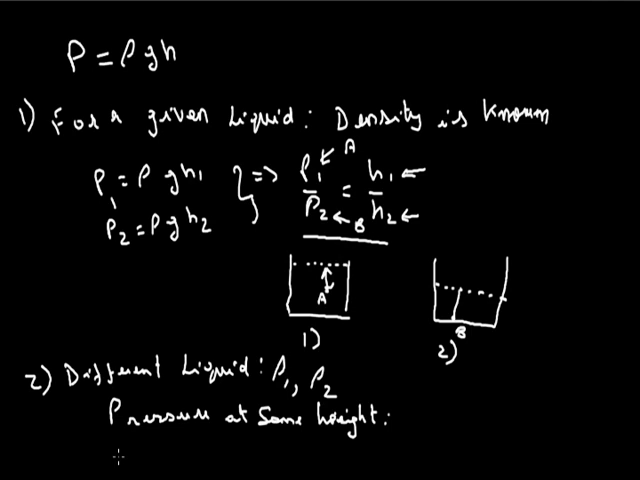 P = ρgh
1) For a given Liquid: Density is Known
P1 = ρgh1 } => P1/P2 = h1/h2
P2 = ρgh2
A
B
A
B
1)
2)
2) Different Liquid: ρ1, ρ2
Pressure at Same height: